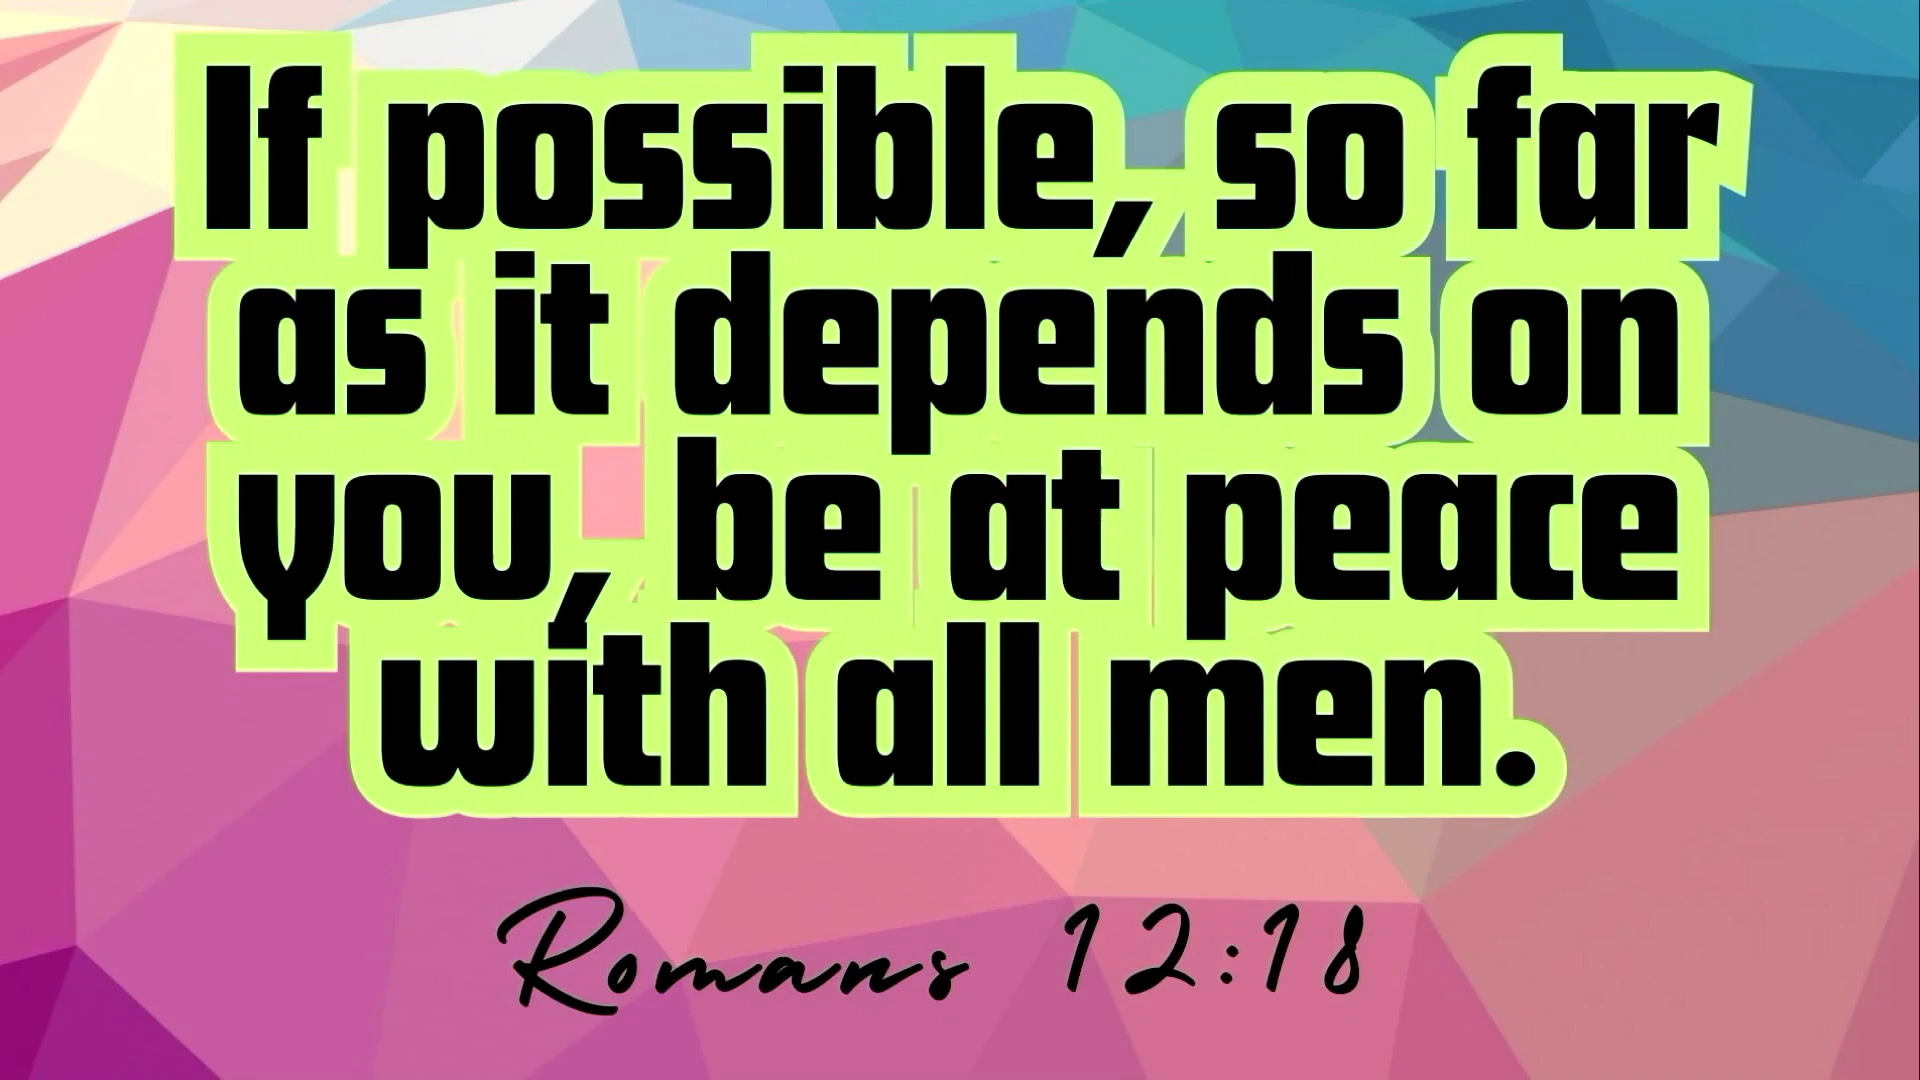 If possible, so far
as it depends on
you, be at peace
with all men.
Romans 12:18